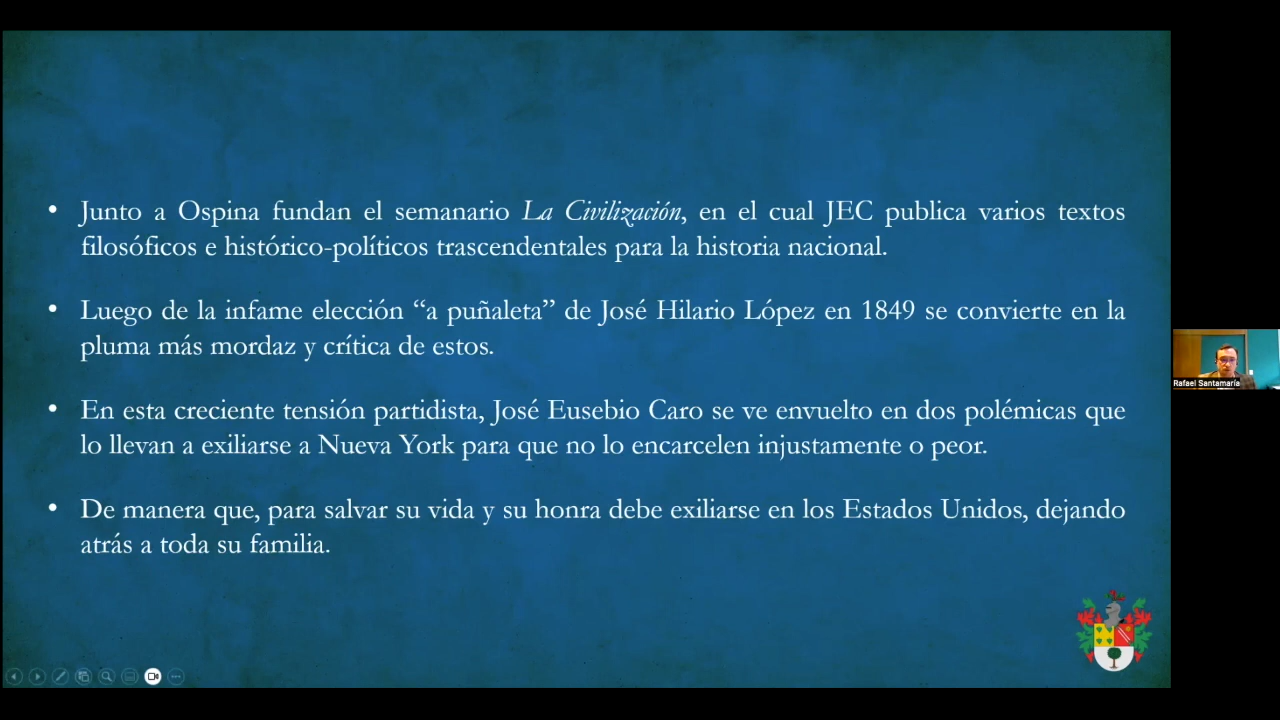 • Junto a Ospina fundan el semanario La Civilización, en el cual JEC publica varios textos
filosóficos e histórico-políticos trascendentales para la historia nacional.
• Luego de la infame elección “a puñaleta” de José Hilario López en 1849 se convierte en la
pluma más mordaz y crítica de estos.
• En esta creciente tensión partidista, José Eusebio Caro se ve envuelto en dos polémicas que
lo llevan a exiliarse a Nueva York para que no lo encarcelen injustamente o peor.
• De manera que, para salvar su vida y su honra debe exiliarse en los Estados Unidos, dejando
atrás a toda su familia.
Rafael Santamaría